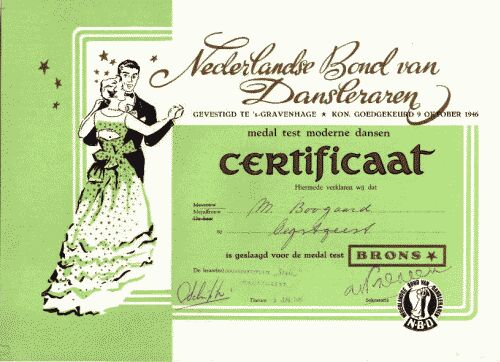 Nederlandse Bond van
Dansleraren
GEVESTIGD TE 's-GRAVENHAGE ★ KON. GOEDGEKEURD 9 OKTOBER 1946
medal test moderne dansen
CERTIFICAAT
Hiermede verklaren wij dat
Mevrouw
Mejuffrouw
De heer
M. Boogaard
te Oegstgeest
is geslaagd voor de medal test BRONS ★
De leraar
Datum
Secretaris
NEDERLANDSE BOND VAN DANSLERAREN
N·B·D